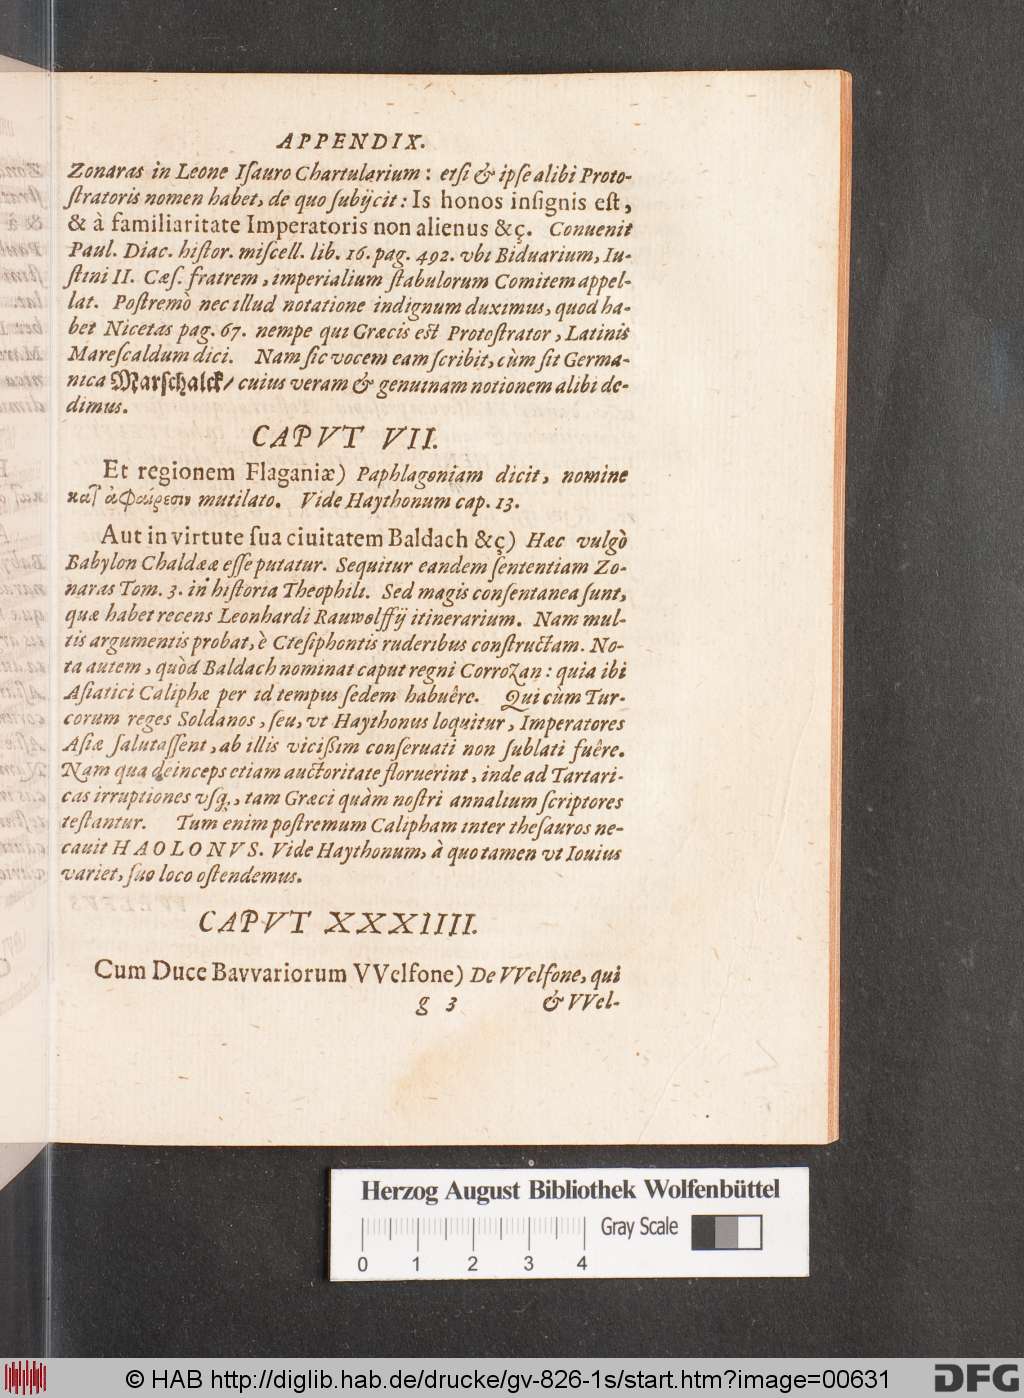 APPENDIX.
Zonaras in Leone Iſauro Chartularium : etſi & ipſe alibi Proto-
ſtratoris nomen habet, de quo ſubijcit : Is honos inſignis eſt,
& à familiaritate Imperatoris non alienus &ç. Conuenit
Paul. Diac. hiſtor. miſcell. lib. 16. pag. 492. vbi Biduarium, Iu-
ſtini II. Cæſ. fratrem, imperialium ſtabulorum Comitem appel-
lat. Poſtremò nec illud notatione indignum duximus, quod ha-
bet Nicetas pag. 67. nempe qui Græcis eſt Protoſtrator, Latinis
Mareſcaldum dici. Nam ſic vocem eam ſcribit, cùm ſit Germa-
nica Marſchalck/ cuius veram & genuinam notionem alibi de-
dimus.
CAPVT VII.
Et regionem Flaganiæ) Paphlagoniam dicit, nomine
κατ᾽ ἀφαίρεσιν mutilato. Vide Haythonum cap. 13.
Aut in virtute ſua ciuitatem Baldach &ç) Hæc vulgò
Babylon Chaldææ eſſe putatur. Sequitur eandem ſententiam Zo-
naras Tom. 3. in hiſtoria Theophili. Sed magis conſentanea ſunt,
quæ habet recens Leonhardi Rauwolffij itinerarium. Nam mul-
tis argumentis probat, è Cteſiphontis ruderibus conſtructam. No-
ta autem, quòd Baldach nominat caput regni Corrozan : quia ibi
Aſiatici Caliphæ per id tempus ſedem habuêre. Qui cùm Tur-
corum reges Soldanos, ſeu, vt Haythonus loquitur, Imperatores
Aſiæ ſalutaſſent, ab illis viciſsim conſeruati non ſublati fuêre.
Nam qua deinceps etiam auctoritate floruerint, inde ad Tartari-
cas irruptiones vſq;, tam Græci quàm noſtri annalium ſcriptores
teſtantur. Tum enim poſtremum Calipham inter theſauros ne-
cauit HAOLONVS. Vide Haythonum, à quo tamen vt Iouius
variet, ſuo loco oſtendemus.
CAPVT XXXIIII.
Cum Duce Bavvariorum VVelfone) De VVelfone, qui
g 3 & VVel-
Herzog August Bibliothek Wolfenbüttel
Gray Scale
0 1 2 3 4
© HAB http://diglib.hab.de/drucke/gv-826-1s/start.htm?image=00631
DFG